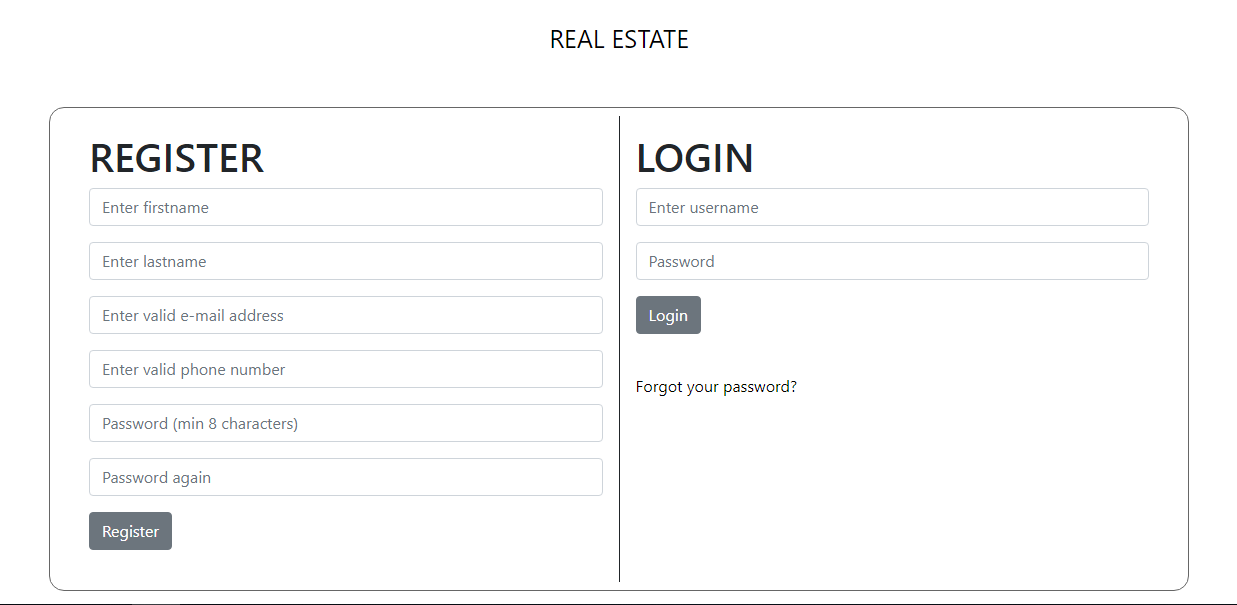 REAL ESTATE
REGISTER
Enter firstname
Enter lastname
Enter valid e-mail address
Enter valid phone number
Password (min 8 characters)
Password again
Register
LOGIN
Enter username
Password
Login
Forgot your password?